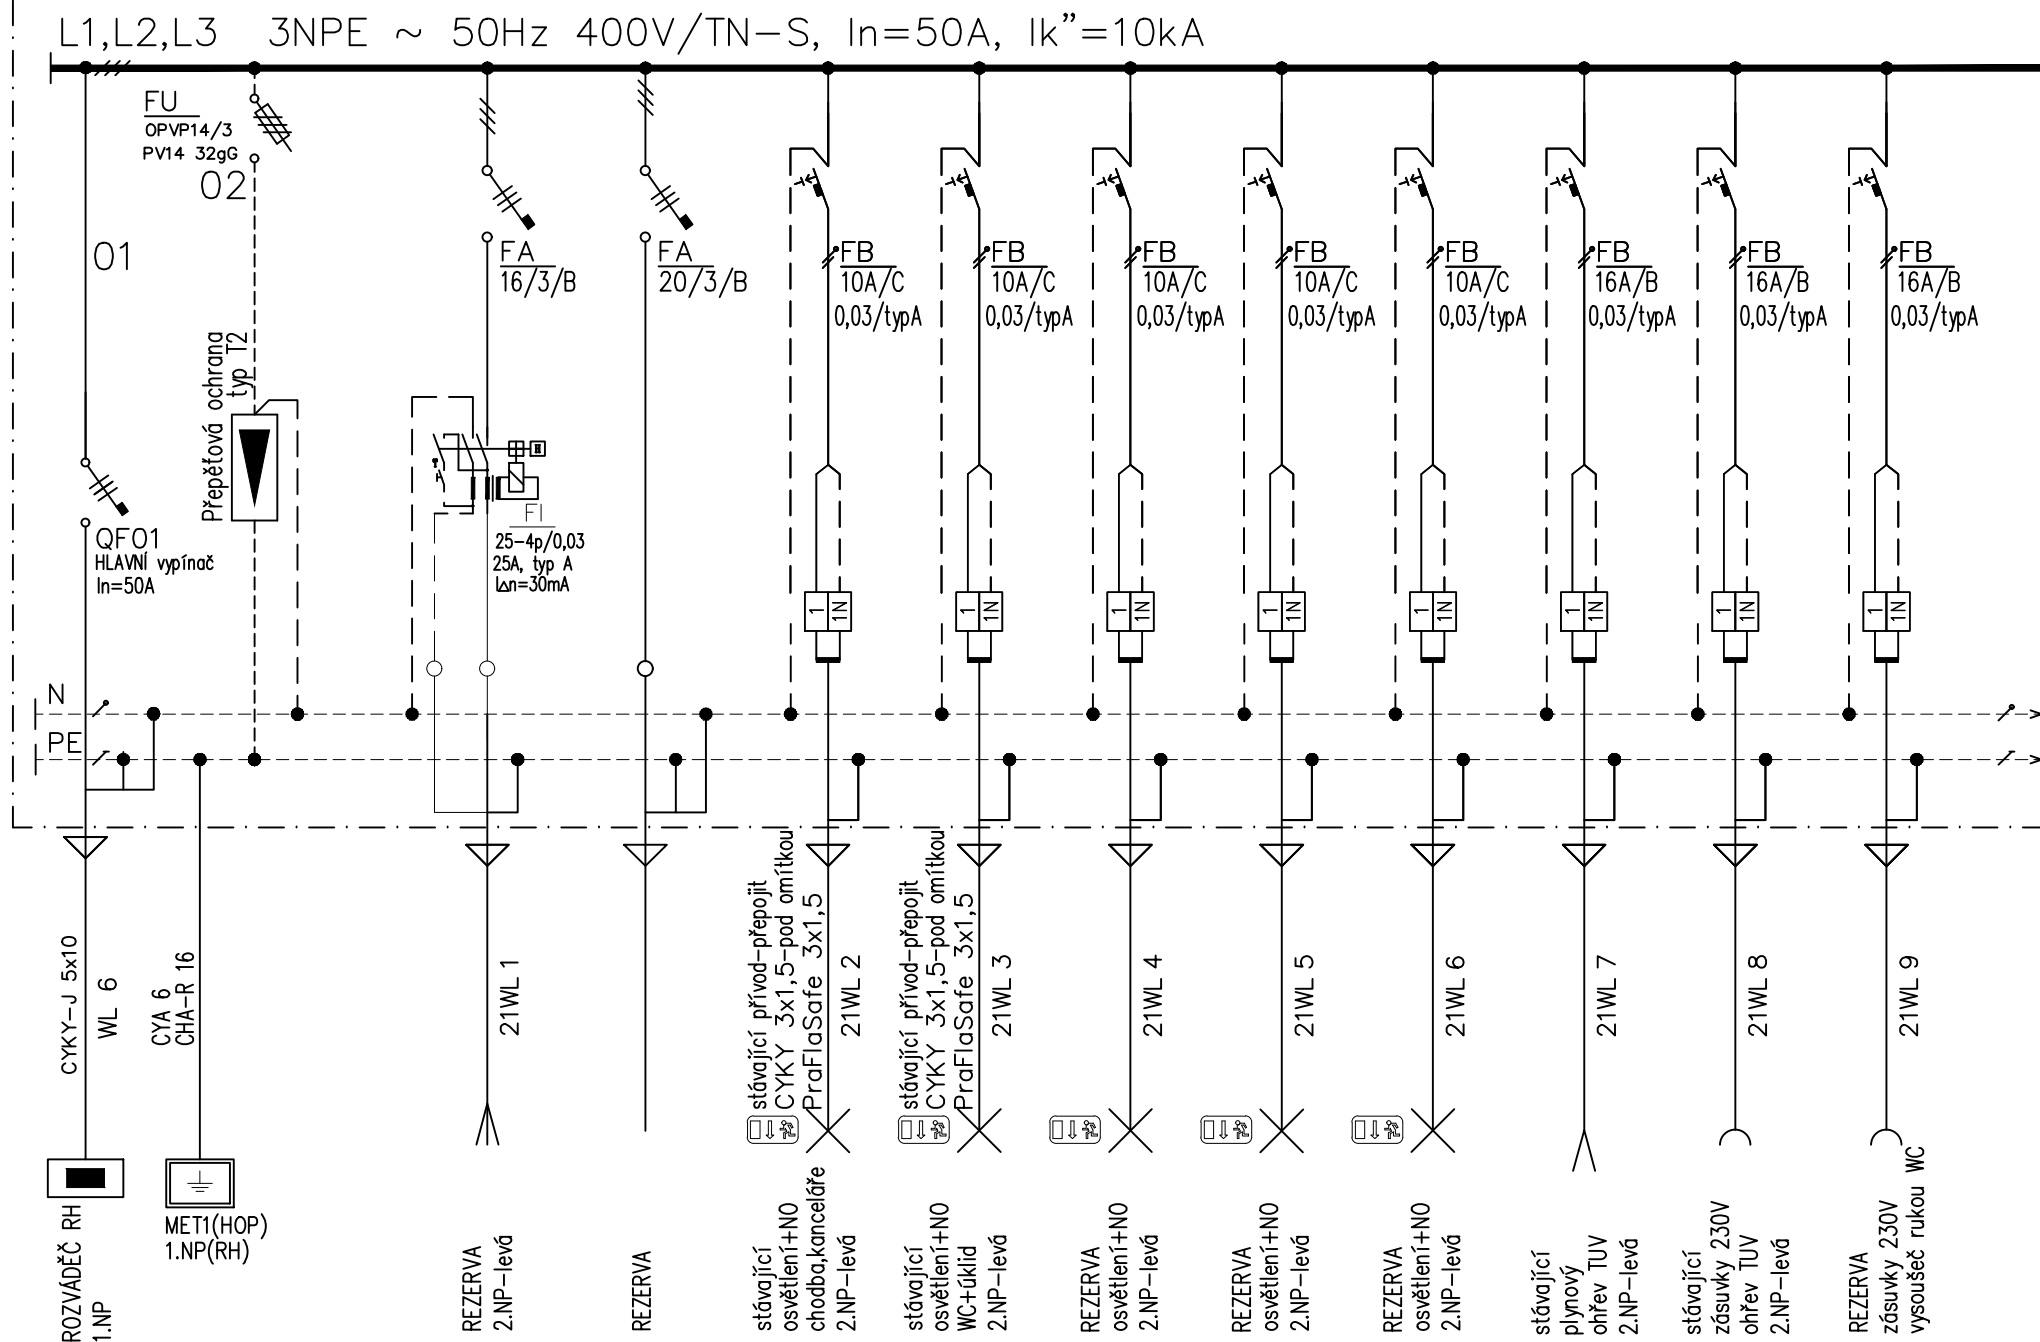 L1,L2,L3 3NPE ~ 50Hz 400V/TN-S, In=50A, Ik”=10kA
FU
OPVP14/3
PV14 32gG
02
01
Přepěťová ochrana
typ T2
QF01
HLAVNÍ vypínač
In=50A
FA
16/3/B
FA
20/3/B
FI
25-4p/0,03
25A, typ A
I∆n=30mA
FB
10A/C
0,03/typA
FB
10A/C
0,03/typA
FB
10A/C
0,03/typA
FB
10A/C
0,03/typA
FB
10A/C
0,03/typA
FB
16A/B
0,03/typA
FB
16A/B
0,03/typA
FB
16A/B
0,03/typA
1
1N
1
1N
1
1N
1
1N
1
1N
1
1N
1
1N
1
1N
N
PE
CYKY-J 5x10
WL 6
CYA 6
CHA-R 16
21WL 1
stávající přívod-přepojit
CYKY 3x1,5-pod omítkou
PraFlaSafe 3x1,5
21WL 2
stávající přívod-přepojit
CYKY 3x1,5-pod omítkou
PraFlaSafe 3x1,5
21WL 3
21WL 4
21WL 5
21WL 6
21WL 7
21WL 8
21WL 9
ROZVÁDĚČ RH
1.NP
MET1(HOP)
1.NP(RH)
REZERVA
2.NP-levá
REZERVA
stávající
osvětlení+NO
chodba,kanceláře
2.NP-levá
stávající
osvětlení+NO
WC+úklid
2.NP-levá
REZERVA
osvětlení+NO
2.NP-levá
REZERVA
osvětlení+NO
2.NP-levá
REZERVA
osvětlení+NO
2.NP-levá
stávající
plynový
ohřev TUV
2.NP-levá
stávající
zásuvky 230V
ohřev TUV
2.NP-levá
REZERVA
zásuvky 230V
vysoušeč rukou WC